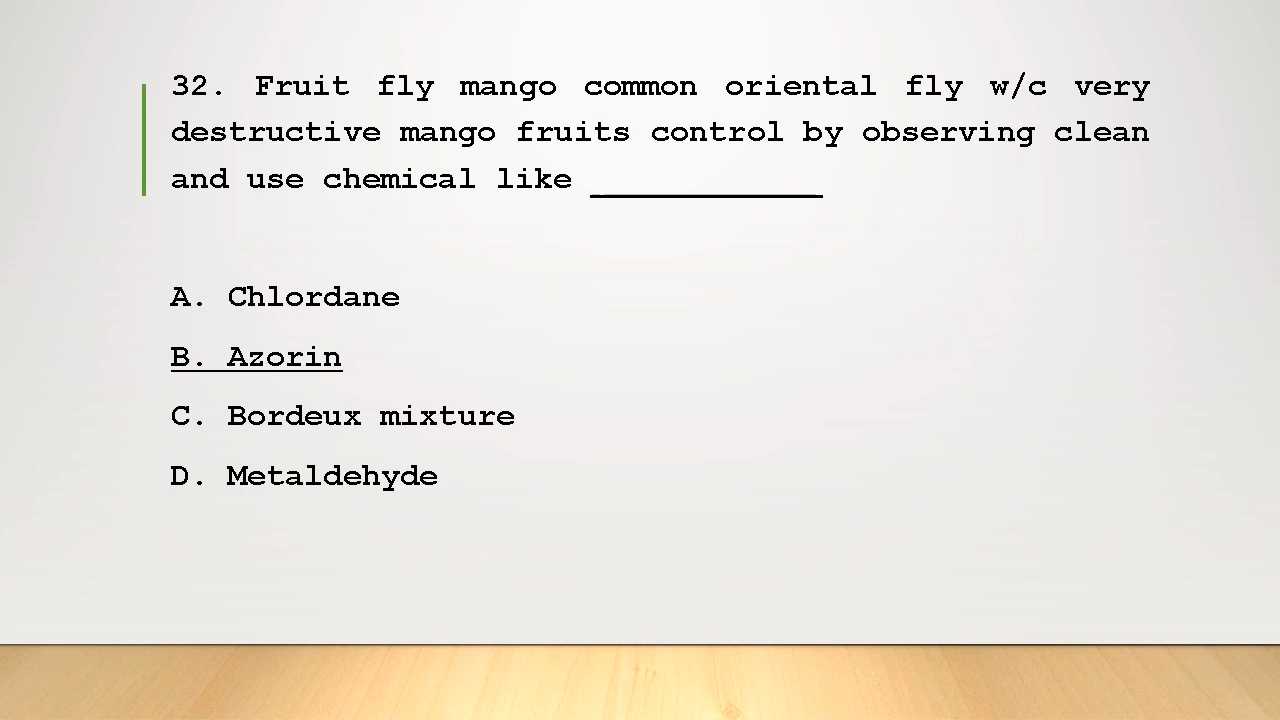 32. Fruit fly mango common oriental fly w/c very
destructive mango fruits control by observing clean
and use chemical like ____________
A. Chlordane
B. Azorin
C. Bordeux mixture
D. Metaldehyde